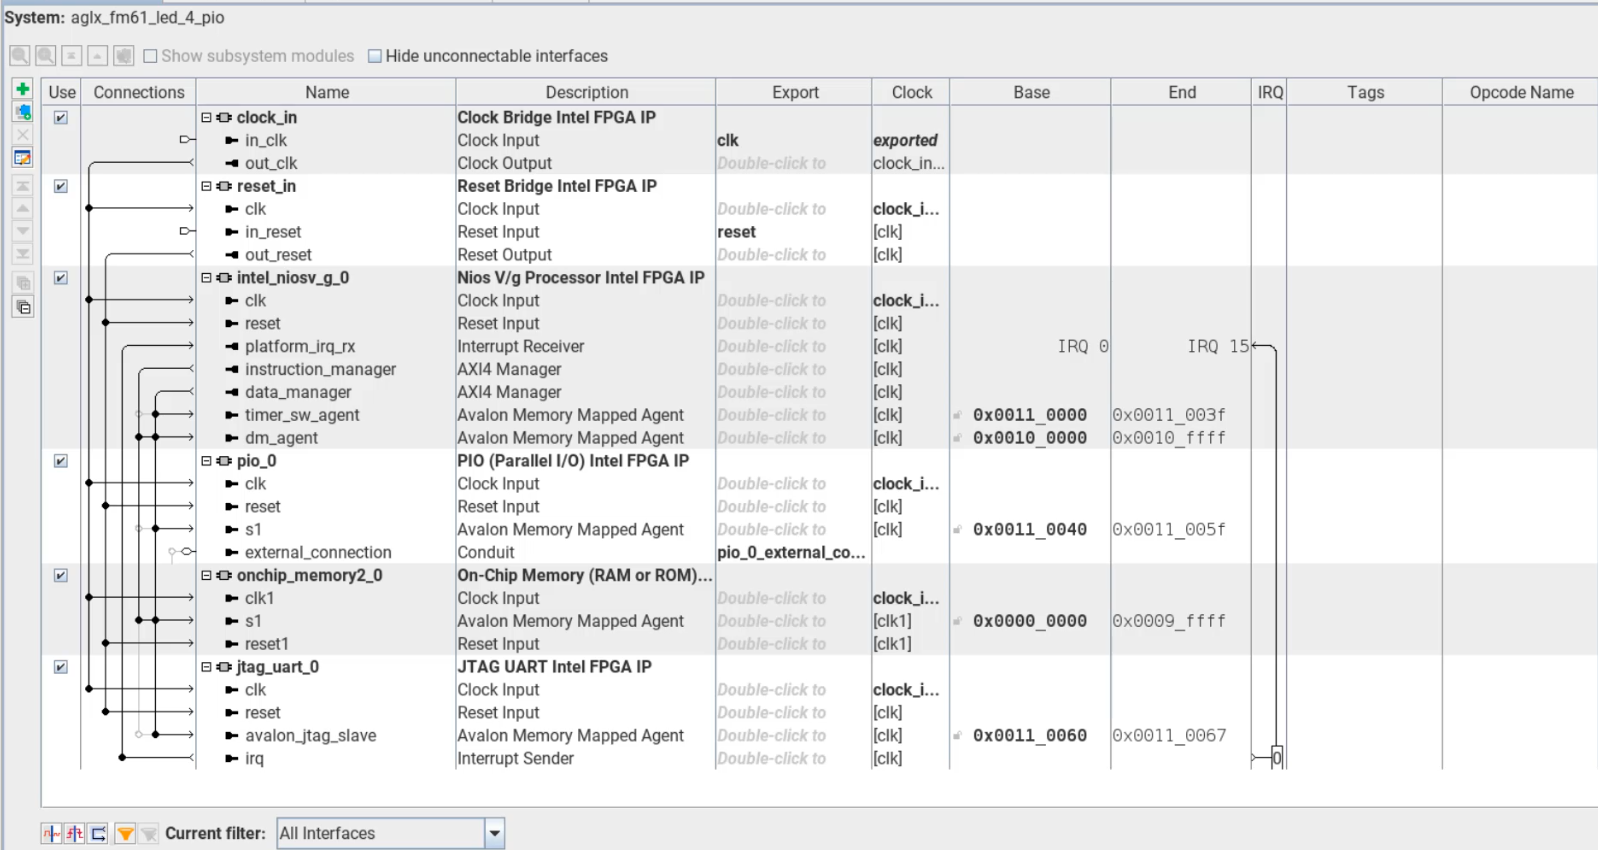 System: aglx_fm61_led_4_pio
Show subsystem modules Hide unconnectable interfaces
Use Connections Name Description Export Clock Base End IRQ Tags Opcode Name
clock_in Clock Bridge Intel FPGA IP
in_clk Clock Input clk exported
out_clk Clock Output Double-click to clock_in...
reset_in Reset Bridge Intel FPGA IP
clk Clock Input Double-click to clock_i...
in_reset Reset Input reset [clk]
out_reset Reset Output Double-click to [clk]
intel_niosv_g_0 Nios V/g Processor Intel FPGA IP
clk Clock Input Double-click to clock_i...
reset Reset Input Double-click to [clk]
platform_irq_rx Interrupt Receiver Double-click to [clk] IRQ 0 IRQ 15
instruction_manager AXI4 Manager Double-click to [clk]
data_manager AXI4 Manager Double-click to [clk]
timer_sw_agent Avalon Memory Mapped Agent Double-click to [clk] 0x0011_0000 0x0011_003f
dm_agent Avalon Memory Mapped Agent Double-click to [clk] 0x0010_0000 0x0010_ffff
pio_0 PIO (Parallel I/O) Intel FPGA IP
clk Clock Input Double-click to clock_i...
reset Reset Input Double-click to [clk]
s1 Avalon Memory Mapped Agent Double-click to [clk] 0x0011_0040 0x0011_005f
external_connection Conduit pio_0_external_co...
onchip_memory2_0 On-Chip Memory (RAM or ROM)...
clk1 Clock Input Double-click to clock_i...
s1 Avalon Memory Mapped Agent Double-click to [clk1] 0x0000_0000 0x0009_ffff
reset1 Reset Input Double-click to [clk1]
jtag_uart_0 JTAG UART Intel FPGA IP
clk Clock Input Double-click to clock_i...
reset Reset Input Double-click to [clk]
avalon_jtag_slave Avalon Memory Mapped Agent Double-click to [clk] 0x0011_0060 0x0011_0067
irq Interrupt Sender Double-click to [clk] 0
Current filter: All Interfaces